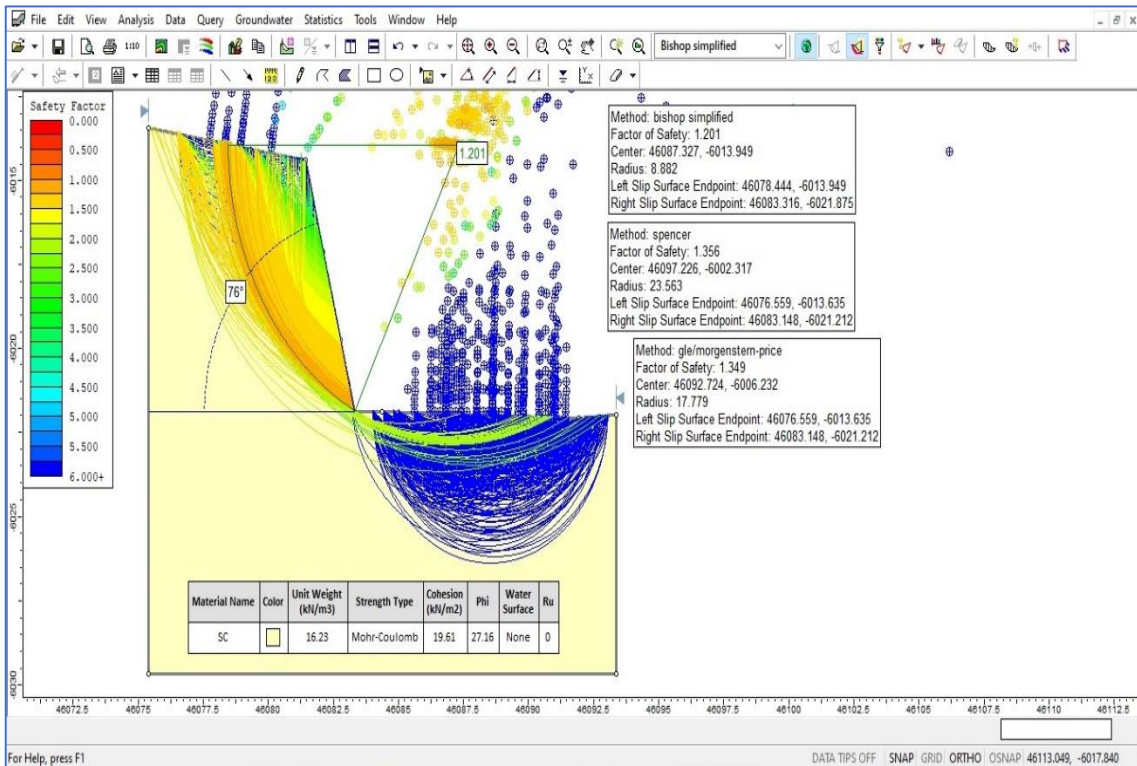 File Edit View Analysis Data Query Groundwater Statistics Tools Window Help
1:10
Bishop simplified
Safety Factor
0.000
0.500
1.000
1.500
2.000
2.500
3.000
3.500
4.000
4.500
5.000
5.500
6.000+
-6015
-6020
-6025
-6030
1.201
76°
Method: bishop simplified
Factor of Safety: 1.201
Center: 46087.327, -6013.949
Radius: 8.882
Left Slip Surface Endpoint: 46078.444, -6013.949
Right Slip Surface Endpoint: 46083.316, -6021.875
Method: spencer
Factor of Safety: 1.356
Center: 46097.226, -6002.317
Radius: 23.563
Left Slip Surface Endpoint: 46076.559, -6013.635
Right Slip Surface Endpoint: 46083.148, -6021.212
Method: gle/morgenstern-price
Factor of Safety: 1.349
Center: 46092.724, -6006.232
Radius: 17.779
Left Slip Surface Endpoint: 46076.559, -6013.635
Right Slip Surface Endpoint: 46083.148, -6021.212
Material Name Color Unit Weight (kN/m3) Strength Type Cohesion (kN/m2) Phi Water Surface Ru
SC 16.23 Mohr-Coulomb 19.61 27.16 None 0
46072.5 46075 46077.5 46080 46082.5 46085 46087.5 46090 46092.5 46095 46097.5 46100 46102.5 46105 46107.5 46110 46112.5
For Help, press F1 DATA TIPS OFF SNAP GRID ORTHO OSNAP 46113.049, -6017.840